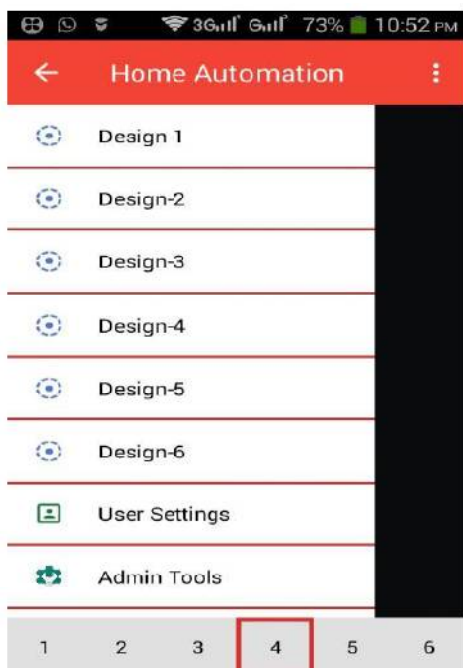 3G G 73% 10:52 PM
Home Automation
Design 1
Design-2
Design-3
Design-4
Design-5
Design-6
User Settings
Admin Tools
1 2 3 4 5 6